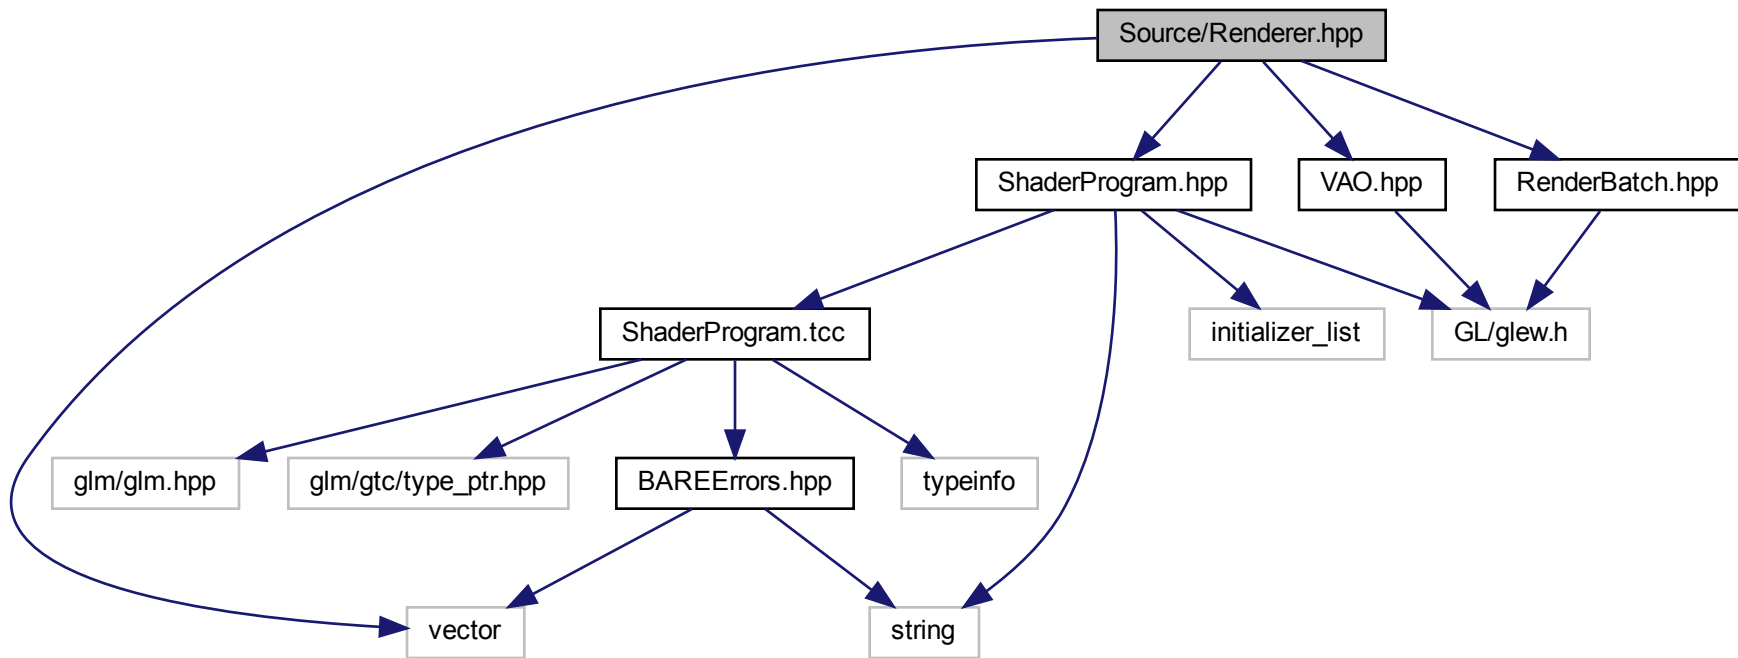 Source/Renderer.hpp
ShaderProgram.hpp
VAO.hpp
RenderBatch.hpp
ShaderProgram.tcc
initializer_list
GL/glew.h
glm/glm.hpp
glm/gtc/type_ptr.hpp
BAREErrors.hpp
typeinfo
vector
string